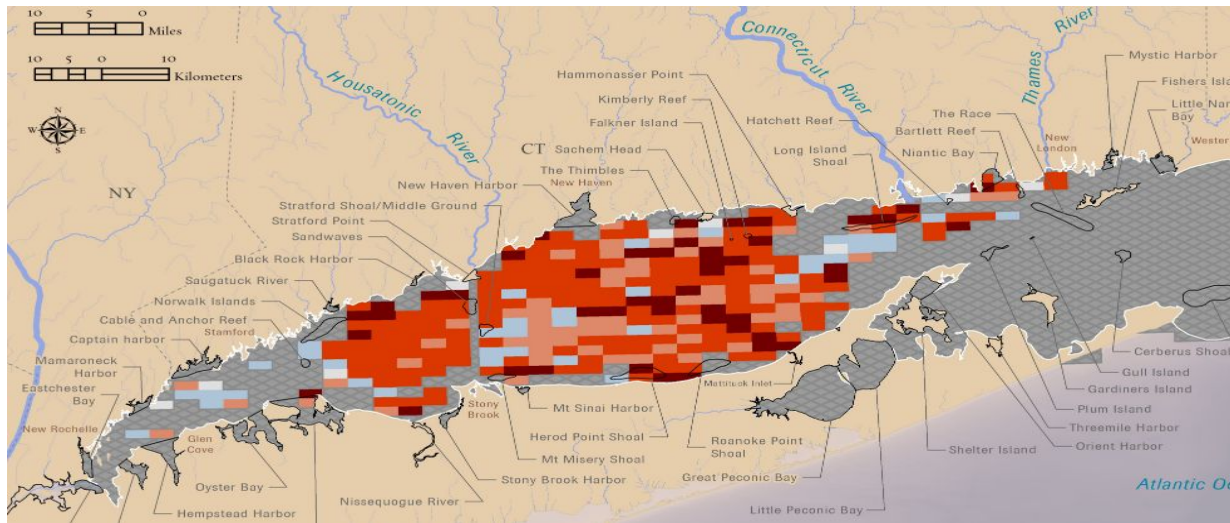 10 5 0
Miles
10 5 0 10
Kilometers
N
W E
S
NY
CT
Housatonic
River
Connecticut
River
Thames
River
Hammonasser Point
Kimberly Reef
Falkner Island
Sachem Head
The Thimbles
New Haven
New Haven Harbor
Stratford Shoal/Middle Ground
Stratford Point
Sandwaves
Black Rock Harbor
Saugatuck River
Norwalk Islands
Cable and Anchor Reef
Stamford
Captain harbor
Mamaroneck
Harbor
Eastchester
Bay
New Rochelle
Glen
Cove
Oyster Bay
Hempstead Harbor
Nissequogue River
Stony Brook Harbor
Stony
Brook
Mt Sinai Harbor
Mt Misery Shoal
Herod Point Shoal
Roanoke Point
Shoal
Mattituck Inlet
Great Peconic Bay
Little Peconic Bay
Shelter Island
Orient Harbor
Threemile Harbor
Plum Island
Gardiners Island
Gull Island
Cerberus Shoal
Hatchett Reef
Long Island
Shoal
Niantic Bay
Bartlett Reef
The Race
New
London
Mystic Harbor
Fishers Isla
Little Nar
Bay
Wester
Atlantic Oc